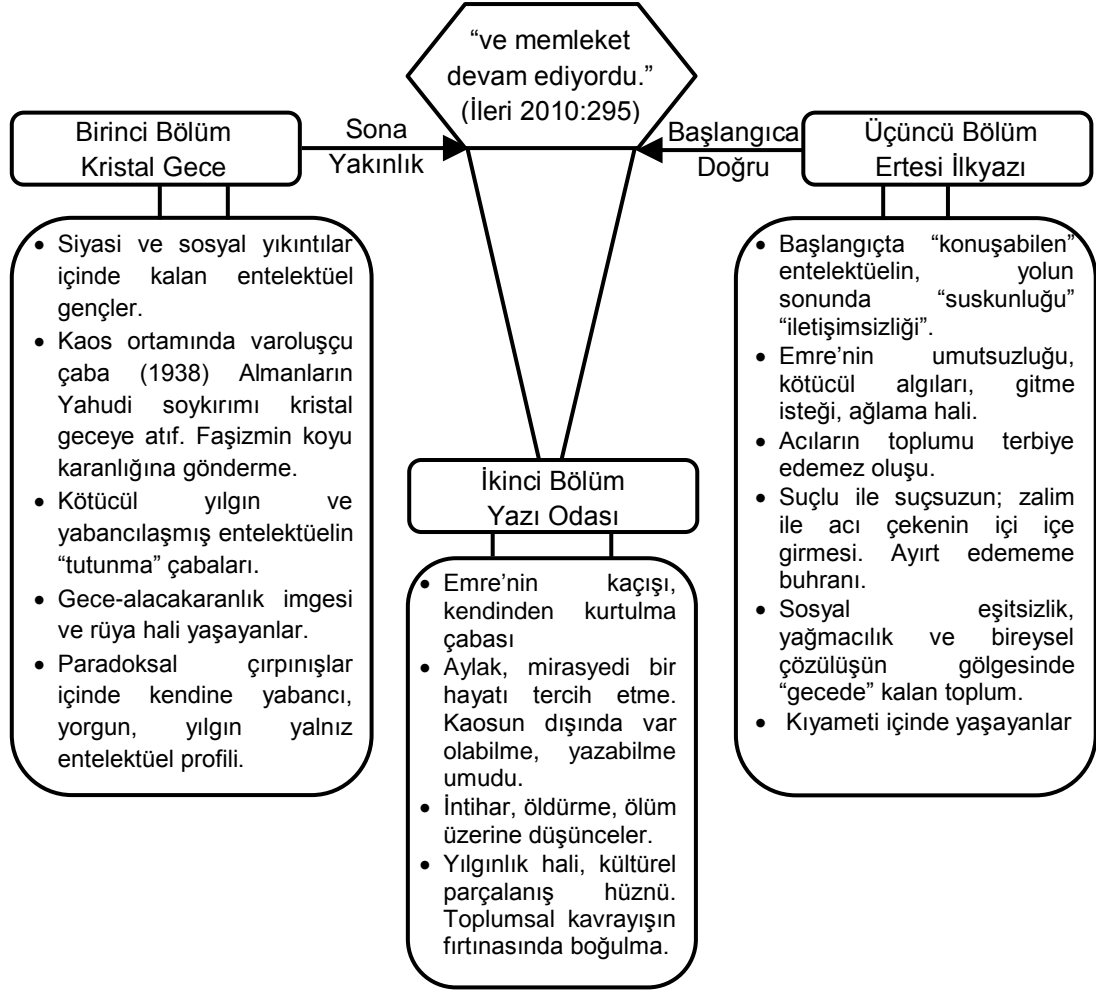 “ve memleket
devam ediyordu.”
(İleri 2010:295)
Birinci Bölüm
Kristal Gece
Sona
Yakınlık
Başlangıca
Doğru
Üçüncü Bölüm
Ertesi İlkyazı
• Siyasi ve sosyal yıkıntılar
içinde kalan entelektüel
gençler.
• Kaos ortamında varoluşçu
çaba (1938) Almanların
Yahudi soykırımı kristal
geceye atıf. Faşizmin koyu
karanlığına gönderme.
• Kötücül yılgın ve
yabancılaşmış entelektüelin
“tutunma” çabaları.
• Gece-alacakaranlık imgesi
ve rüya hali yaşayanlar.
• Paradoksal çırpınışlar
içinde kendine yabancı,
yorgun, yılgın yalnız
entelektüel profili.
İkinci Bölüm
Yazı Odası
• Emre’nin kaçışı,
kendinden kurtulma
çabası
• Aylak, mirasyedi bir
hayatı tercih etme.
Kaosun dışında var
olabilme, yazabilme
umudu.
• İntihar, öldürme, ölüm
üzerine düşünceler.
• Yılgınlık hali, kültürel
parçalanış hüznü.
Toplumsal kavrayışın
fırtınasında boğulma.
• Başlangıçta “konuşabilen”
entelektüelin, yolun
sonunda “suskunluğu”
“iletişimsizliği”.
• Emre’nin umutsuzluğu,
kötücül algıları, gitme
isteği, ağlama hali.
• Acıların toplumu terbiye
edemez oluşu.
• Suçlu ile suçsuzun; zalim
ile acı çekenin içi içe
girmesi. Ayırt edememe
buhranı.
• Sosyal eşitsizlik,
yağmacılık ve bireysel
çözülüşün gölgesinde
“gecede” kalan toplum.
• Kıyameti içinde yaşayanlar